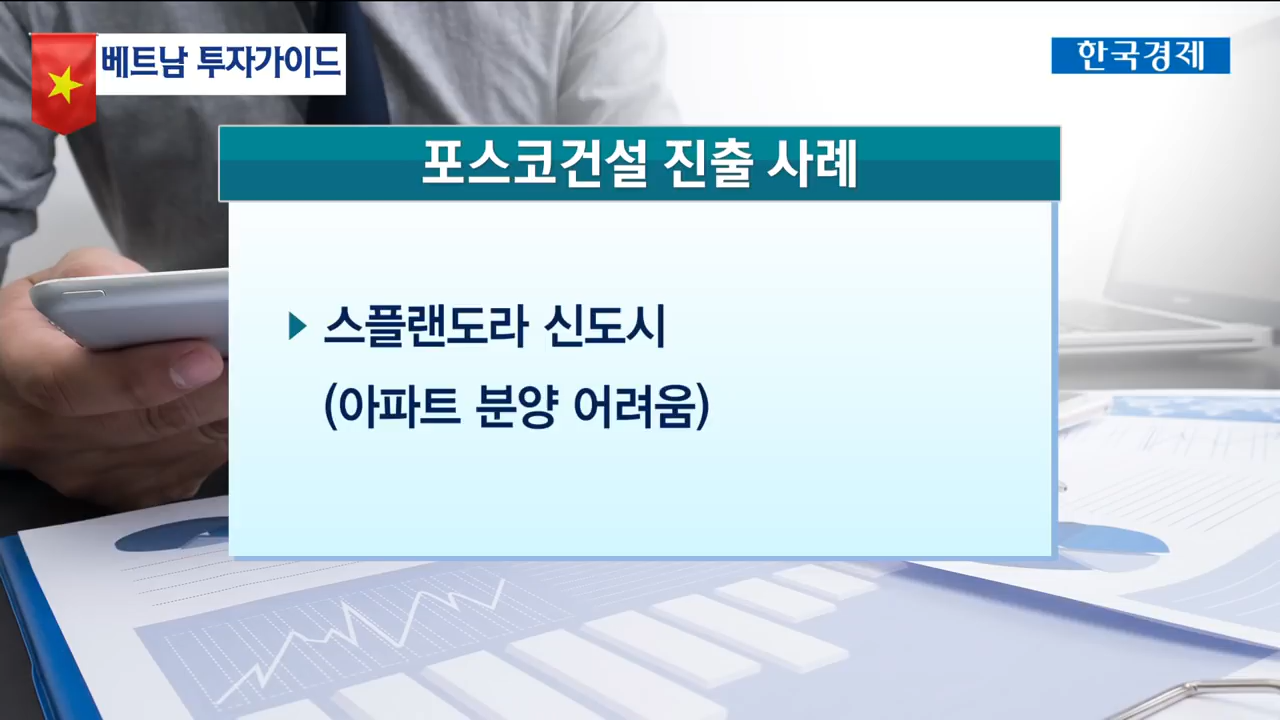 베트남 투자가이드
한국경제
포스코건설 진출 사례
스플랜도라 신도시
(아파트 분양 어려움)